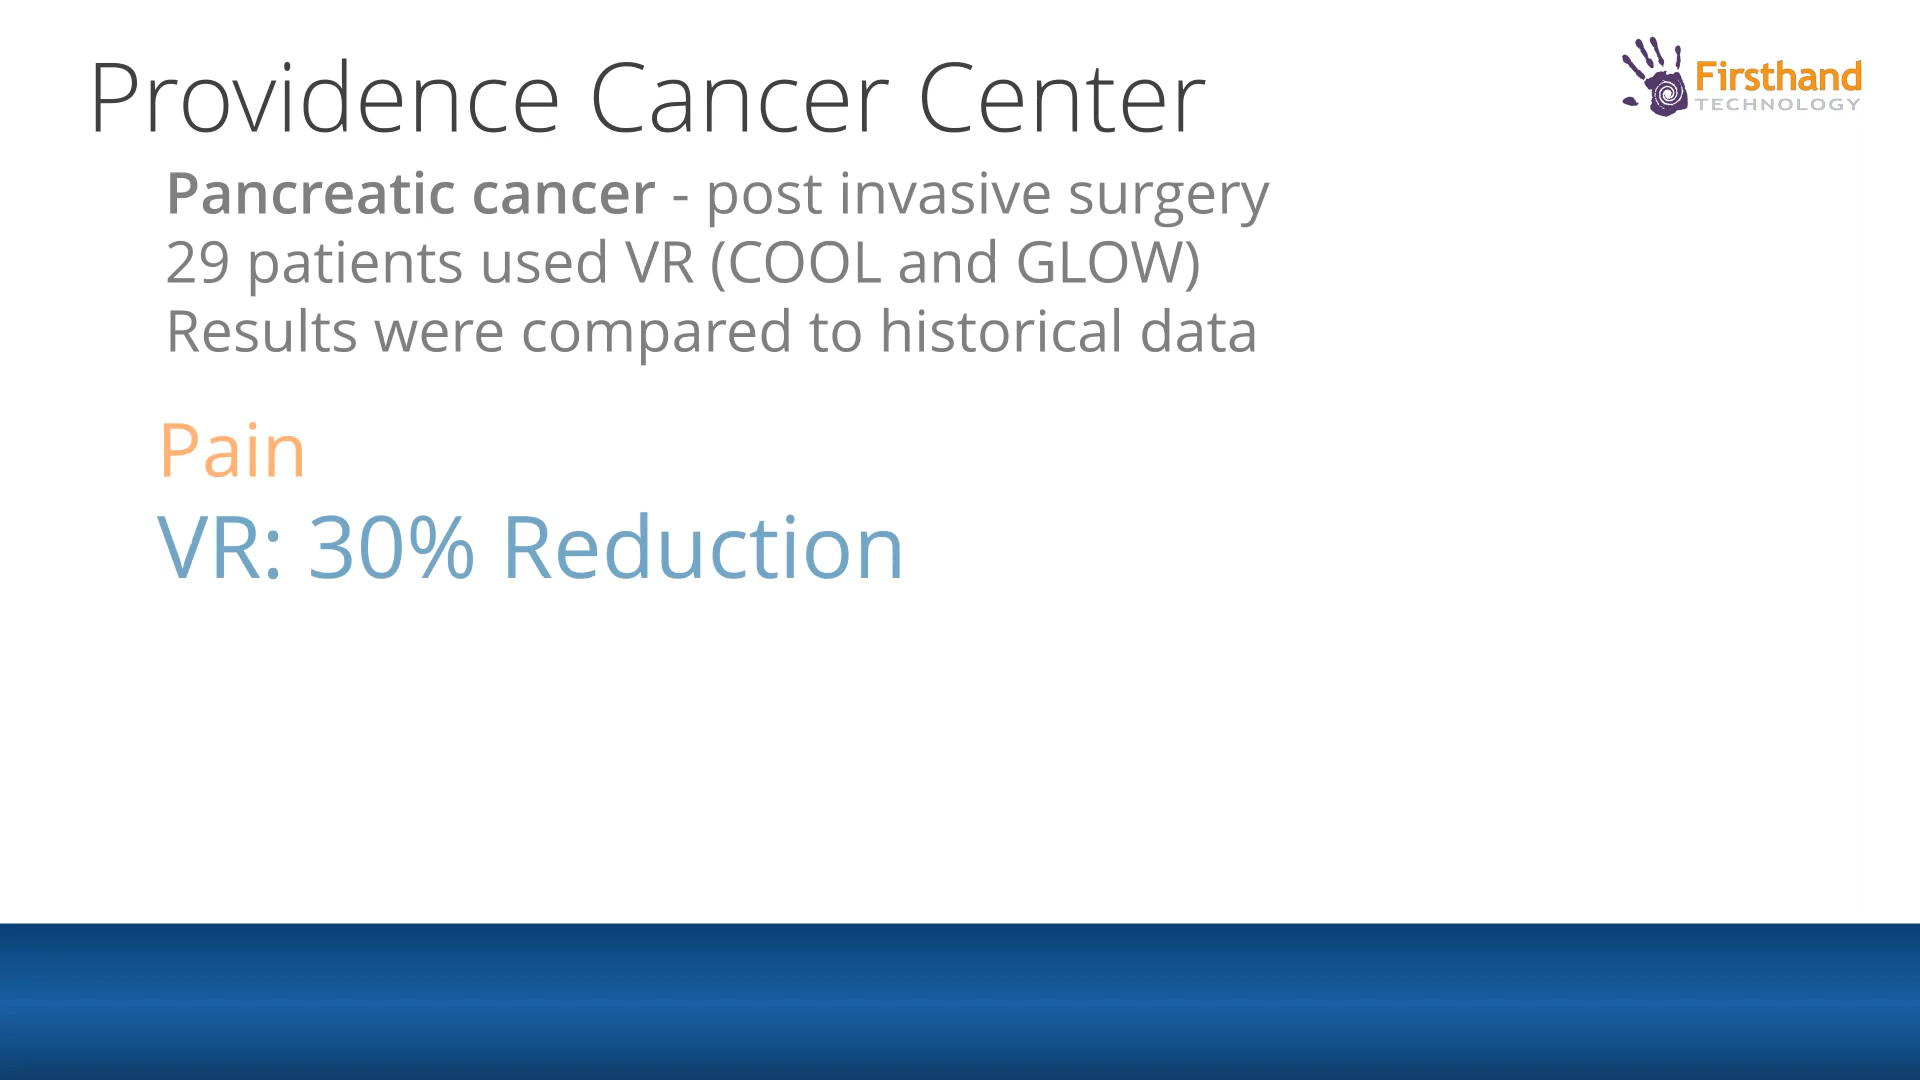 Providence Cancer Center
Firsthand
TECHNOLOGY
Pancreatic cancer - post invasive surgery
29 patients used VR (COOL and GLOW)
Results were compared to historical data
Pain
VR: 30% Reduction